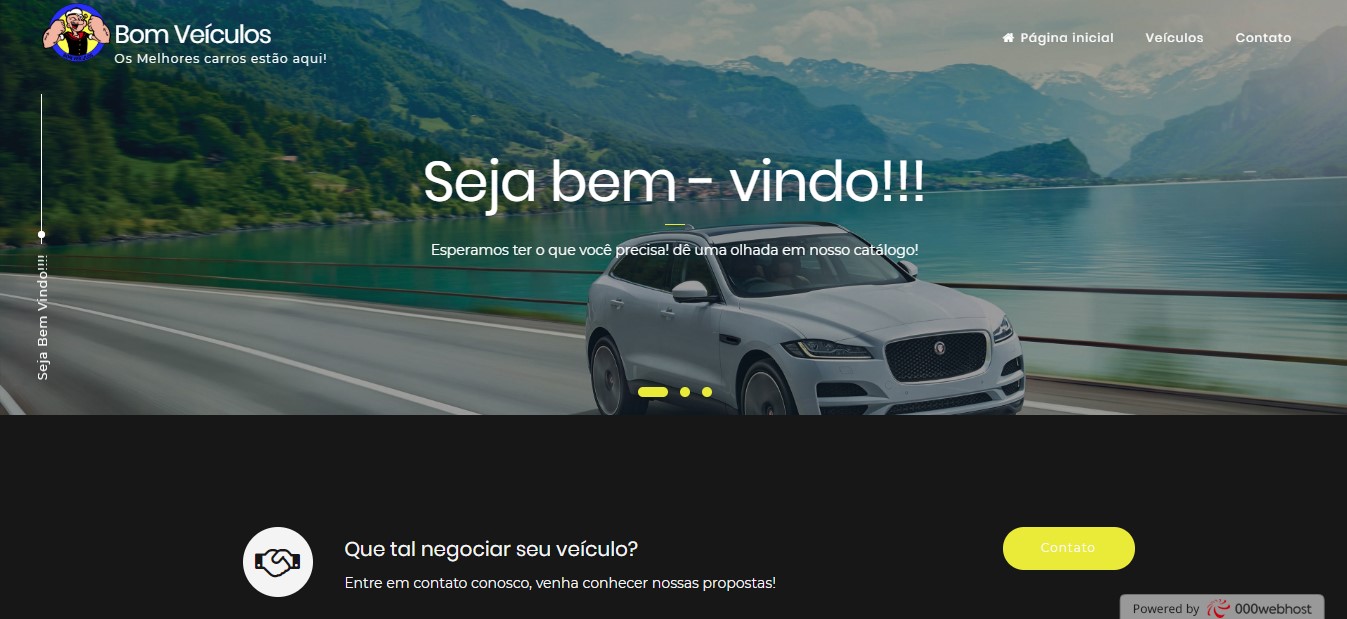 Bom Veículos
Os Melhores carros estão aqui!
Página inicial
Veículos
Contato
Seja bem - vindo!!!
Esperamos ter o que você precisa! dê uma olhada em nosso catálogo!
Seja Bem Vindo!!!!
Que tal negociar seu veículo?
Entre em contato conosco, venha conhecer nossas propostas!
Contato
Powered by 000webhost